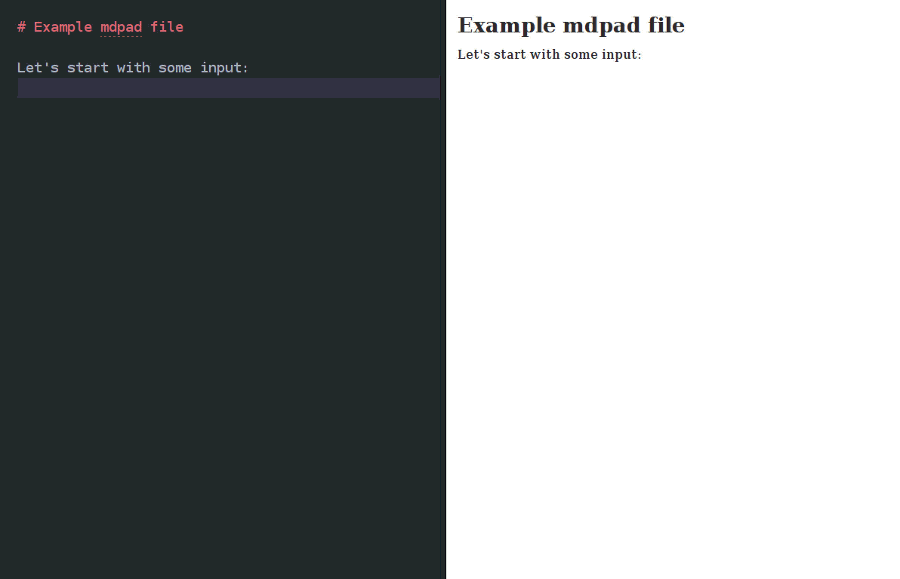 # Example mdpad file
Let's start with some input:
Example mdpad file
Let's start with some input: